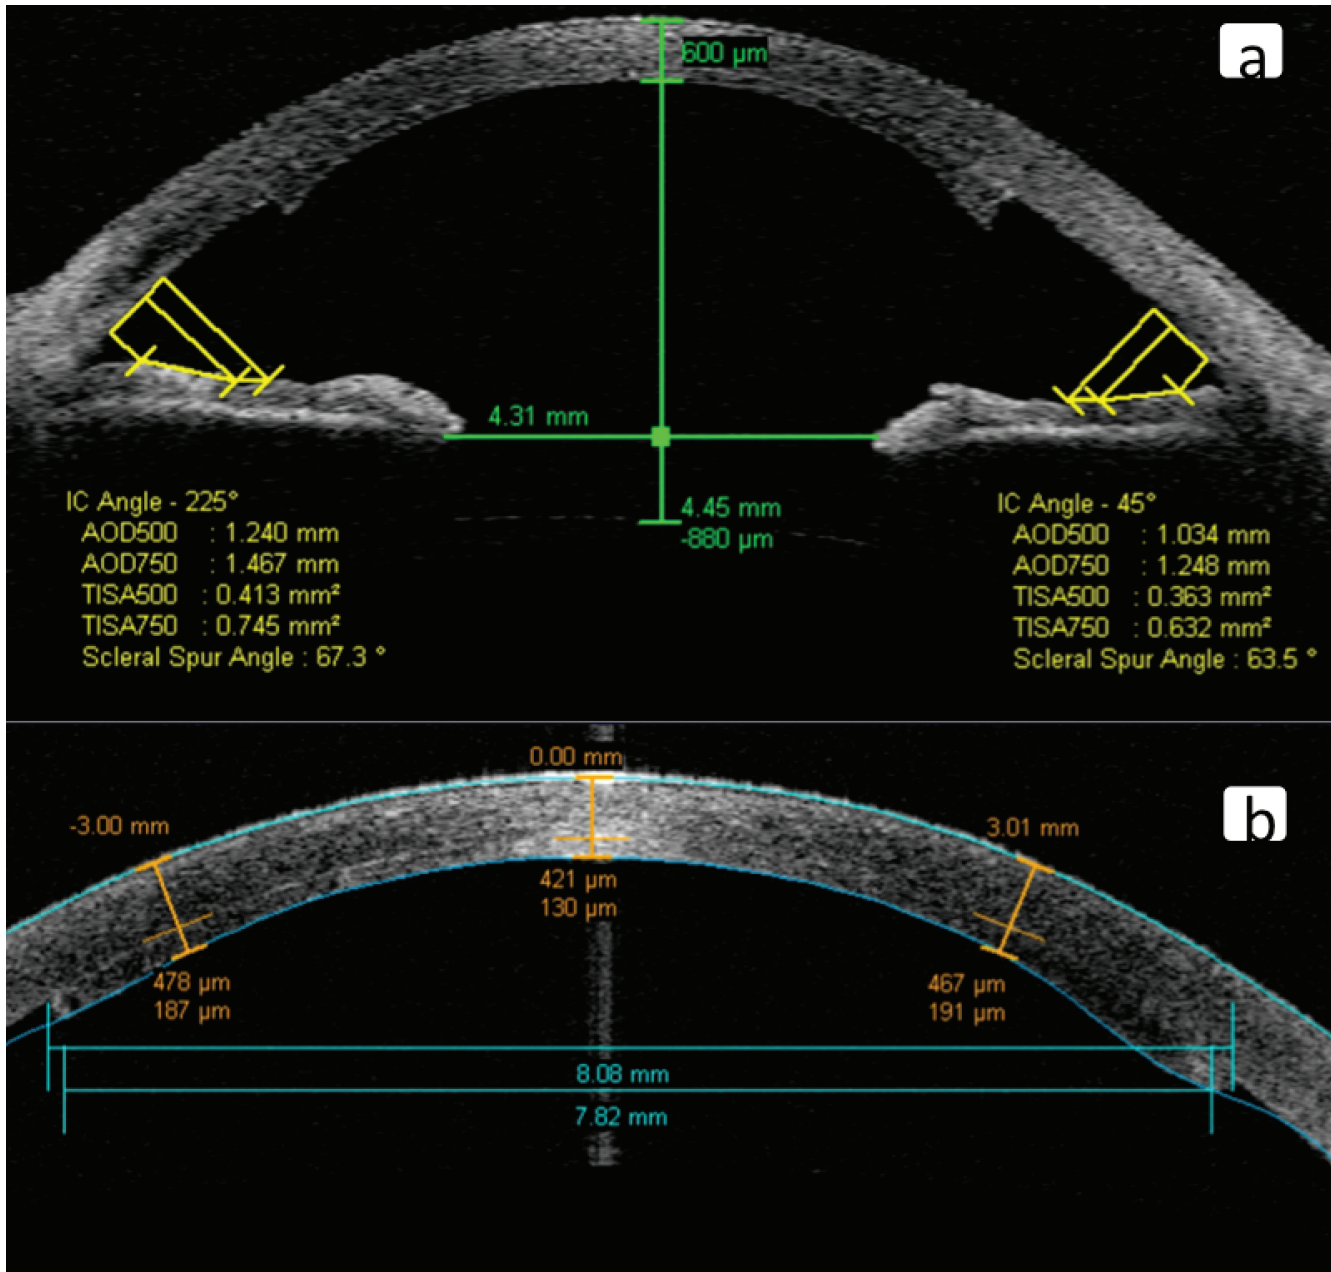 a
600 µm
4.31 mm
4.45 mm
-880 µm
IC Angle - 225°
AOD500 : 1.240 mm
AOD750 : 1.467 mm
TISA500 : 0.413 mm²
TISA750 : 0.745 mm²
Scleral Spur Angle : 67.3 °
IC Angle - 45°
AOD500 : 1.034 mm
AOD750 : 1.248 mm
TISA500 : 0.363 mm²
TISA750 : 0.632 mm²
Scleral Spur Angle : 63.5 °
b
0.00 mm
-3.00 mm
3.01 mm
421 µm
130 µm
478 µm
187 µm
467 µm
191 µm
8.08 mm
7.82 mm